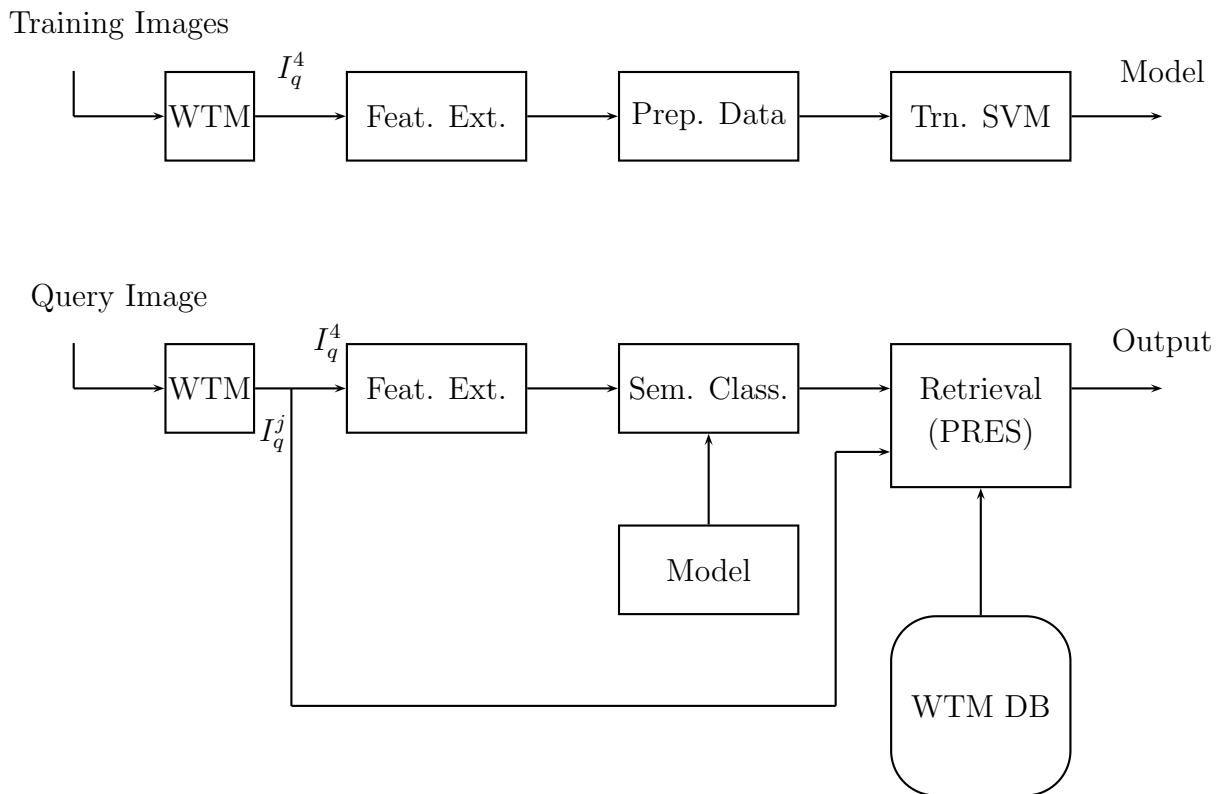 Training Images
WTM
$I_q^4$
Feat. Ext.
Prep. Data
Trn. SVM
Model
Query Image
WTM
$I_q^4$
$I_q^j$
Feat. Ext.
Sem. Class.
Retrieval
(PRES)
Output
Model
WTM DB